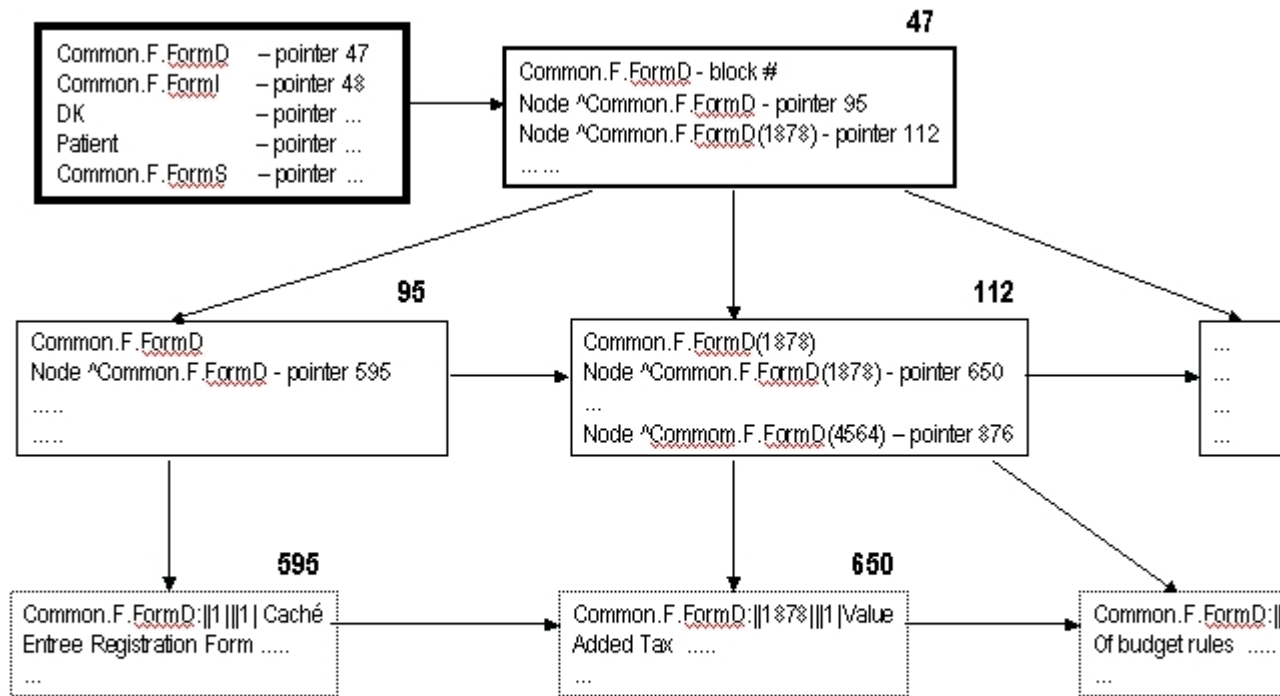 47
Common.F.FormD – pointer 47
Common.F.FormI – pointer 48
DK – pointer ...
Patient – pointer ...
Common.F.FormS – pointer ...
Common.F.FormD - block #
Node ^Common.F.FormD - pointer 95
Node ^Common.F.FormD(1878) - pointer 112
... ...
95
Common.F.FormD
Node ^Common.F.FormD - pointer 595
.....
.....
112
Common.F.FormD(1878)
Node ^Common.F.FormD(1878) - pointer 650
...
Node ^Commom.F.FormD(4564) – pointer 876
...
...
...
...
595
Common.F.FormD:||1|||1| Caché
Entree Registration Form .....
...
650
Common.F.FormD:||1878|||1|Value
Added Tax .....
...
Common.F.FormD:||
Of budget rules .....
...